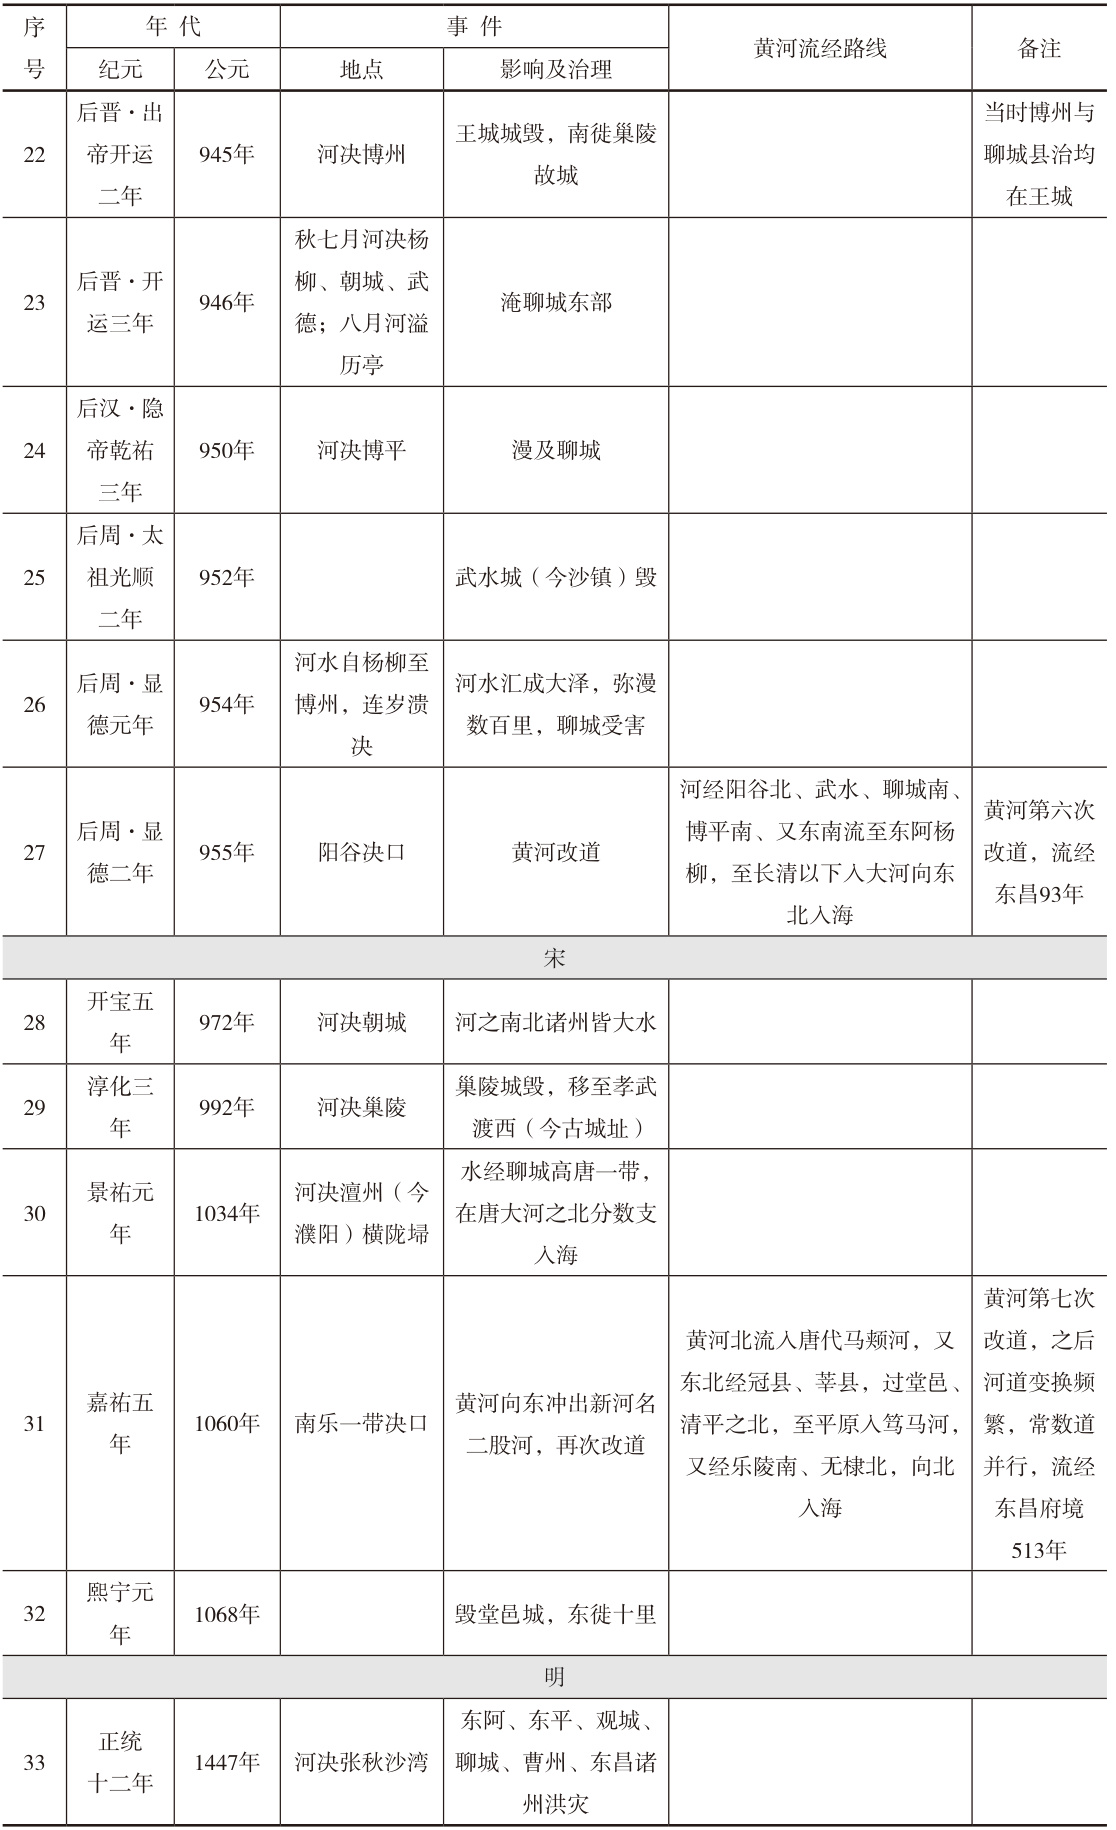 序号
年代
事件
黄河流经路线
备注
纪元
公元
地点
影响及治理
22
后晋·出
帝开运
二年
945年
河决博州
王城城毁，南徙巢陵
故城
当时博州与
聊城县治均
在王城
23
后晋·开
运三年
946年
秋七月河决杨
柳、朝城、武
德；八月河溢
历亭
淹聊城东部
24
后汉·隐
帝乾祐
三年
950年
河决博平
漫及聊城
25
后周·太
祖光顺
二年
952年
武水城（今沙镇）毁
26
后周·显
德元年
954年
河水自杨柳至
博州，连岁溃
决
河水汇成大泽，弥漫
数百里，聊城受害
27
后周·显
德二年
955年
阳谷决口
黄河改道
河经阳谷北、武水、聊城南、
博平南、又东南流至东阿杨
柳，至长清以下入大河向东
北入海
黄河第六次
改道，流经
东昌93年
宋
28
开宝五
年
972年
河决朝城
河之南北诸州皆大水
29
淳化三
年
992年
河决巢陵
巢陵城毁，移至孝武
渡西（今古城址）
30
景祐元
年
1034年
河决澶州（今
濮阳）横陇埽
水经聊城高唐一带，
在唐大河之北分数支
入海
31
嘉祐五
年
1060年
南乐一带决口
黄河向东冲出新河名
二股河，再次改道
黄河北流入唐代马颊河，又
东北经冠县、莘县，过堂邑、
清平之北，至平原入笃马河，
又经乐陵南、无棣北，向北
入海
黄河第七次
改道，之后
河道变换频
繁，常数道
并行，流经
东昌府境
513年
32
熙宁元
年
1068年
毁堂邑城，东徙十里
明
33
正统
十二年
1447年
河决张秋沙湾
东阿、东平、观城、
聊城、曹州、东昌诸
州洪灾